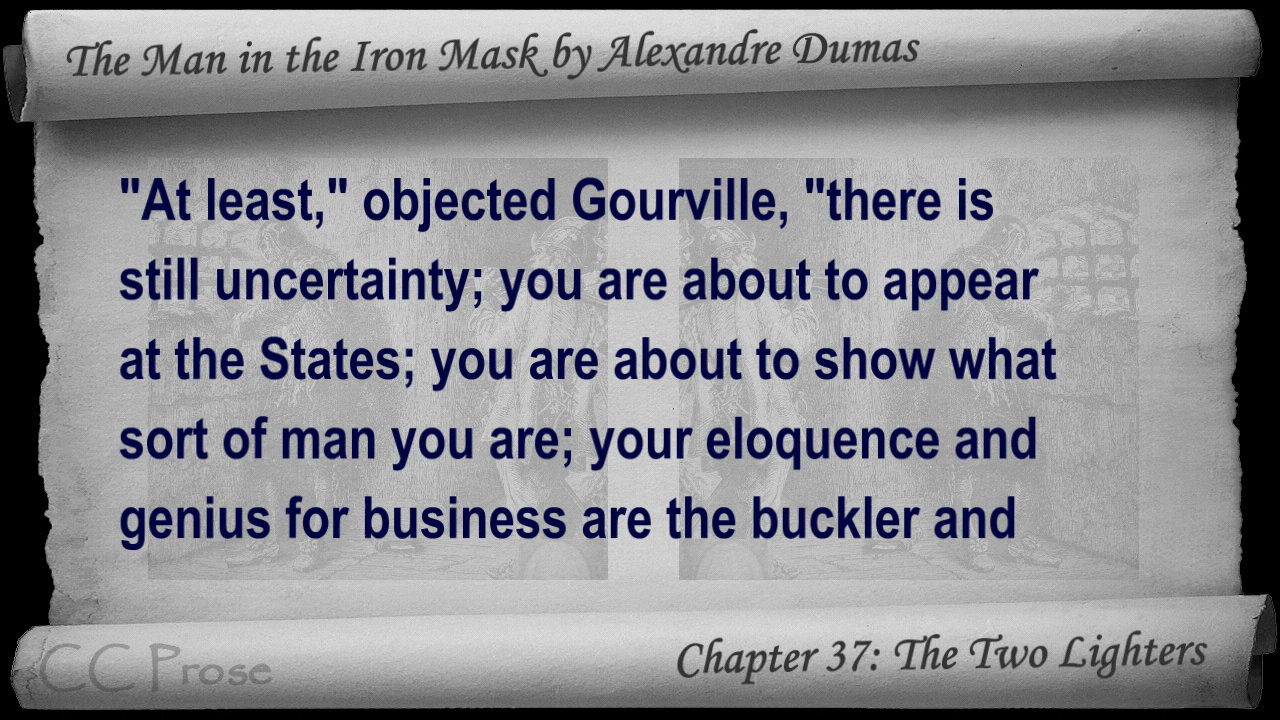 The Man in the Iron Mask by Alexandre Dumas
"At least," objected Gourville, "there is
still uncertainty; you are about to appear
at the States; you are about to show what
sort of man you are; your eloquence and
genius for business are the buckler and
CC Prose
Chapter 37: The Two Lighters